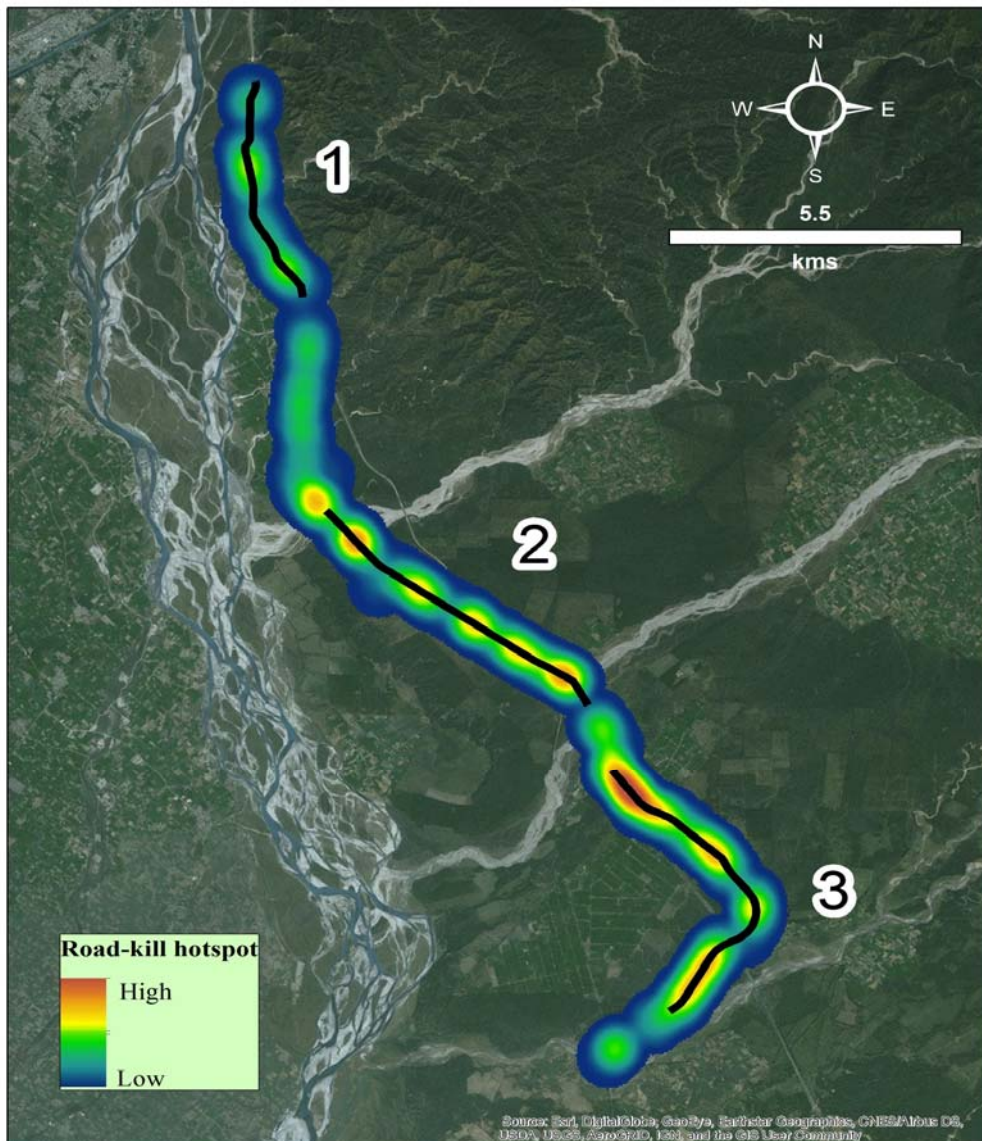 N
W E
S
5.5
kms
1
2
3
Road-kill hotspot
High
Low
Source: Esri, DigitalGlobe, GeoEye, Earthstar Geographics, CNES/Airbus DS,
USDA, USGS, AeroGRID, IGN, and the GIS User Community